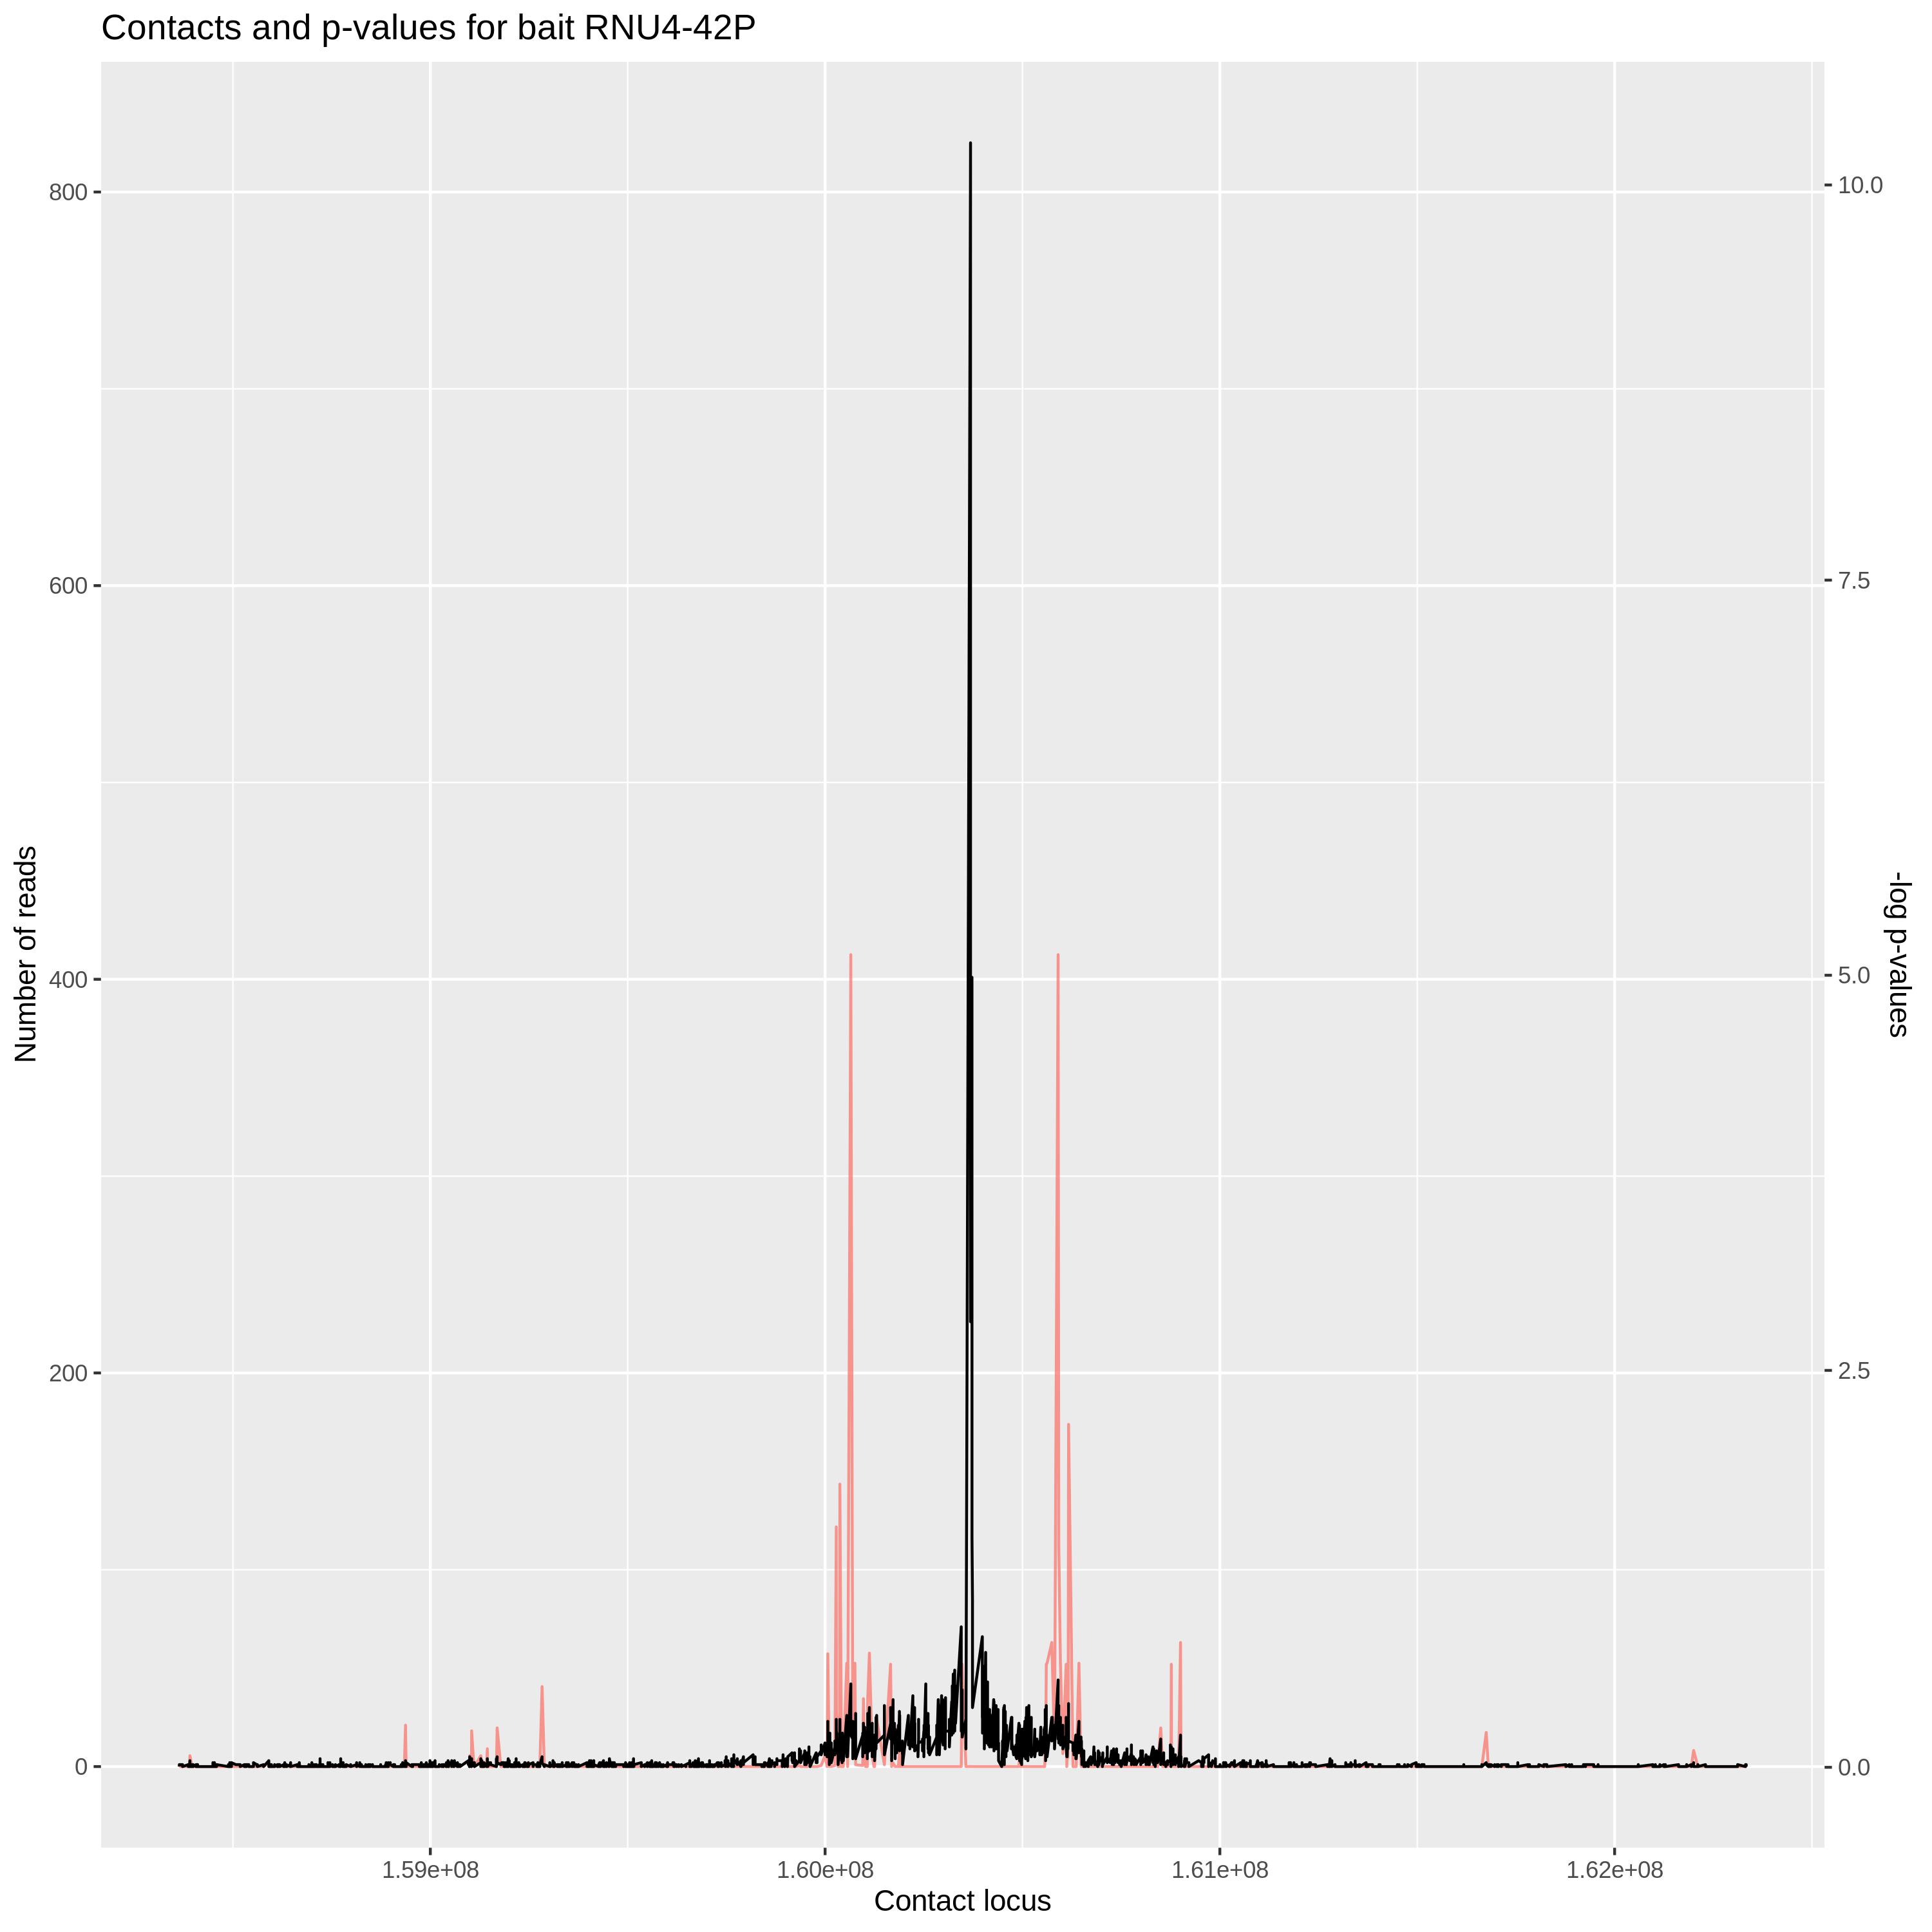 Contacts and p-values for bait RNU4-42P
800
600
400
200
0
Number of reads
10.0
7.5
5.0
2.5
0.0
-log p-values
1.59e+08
1.60e+08
1.61e+08
1.62e+08
Contact locus